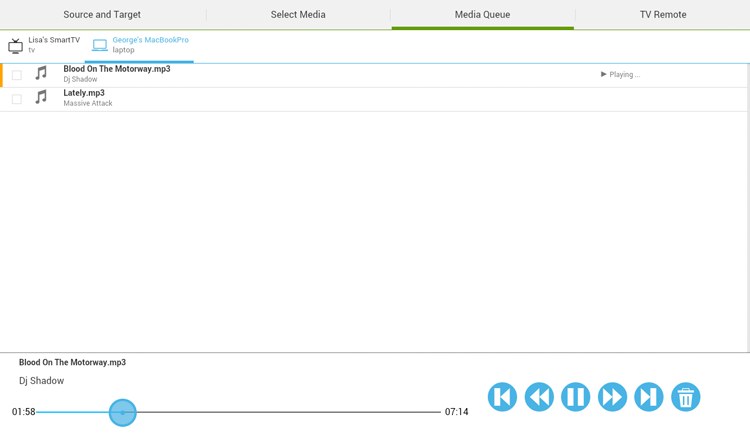 Source and Target
Select Media
Media Queue
TV Remote
Lisa's SmartTV
tv
George's MacBookPro
laptop
Blood On The Motorway.mp3
Dj Shadow
Playing ...
Lately.mp3
Massive Attack
Blood On The Motorway.mp3
Dj Shadow
01:58
07:14